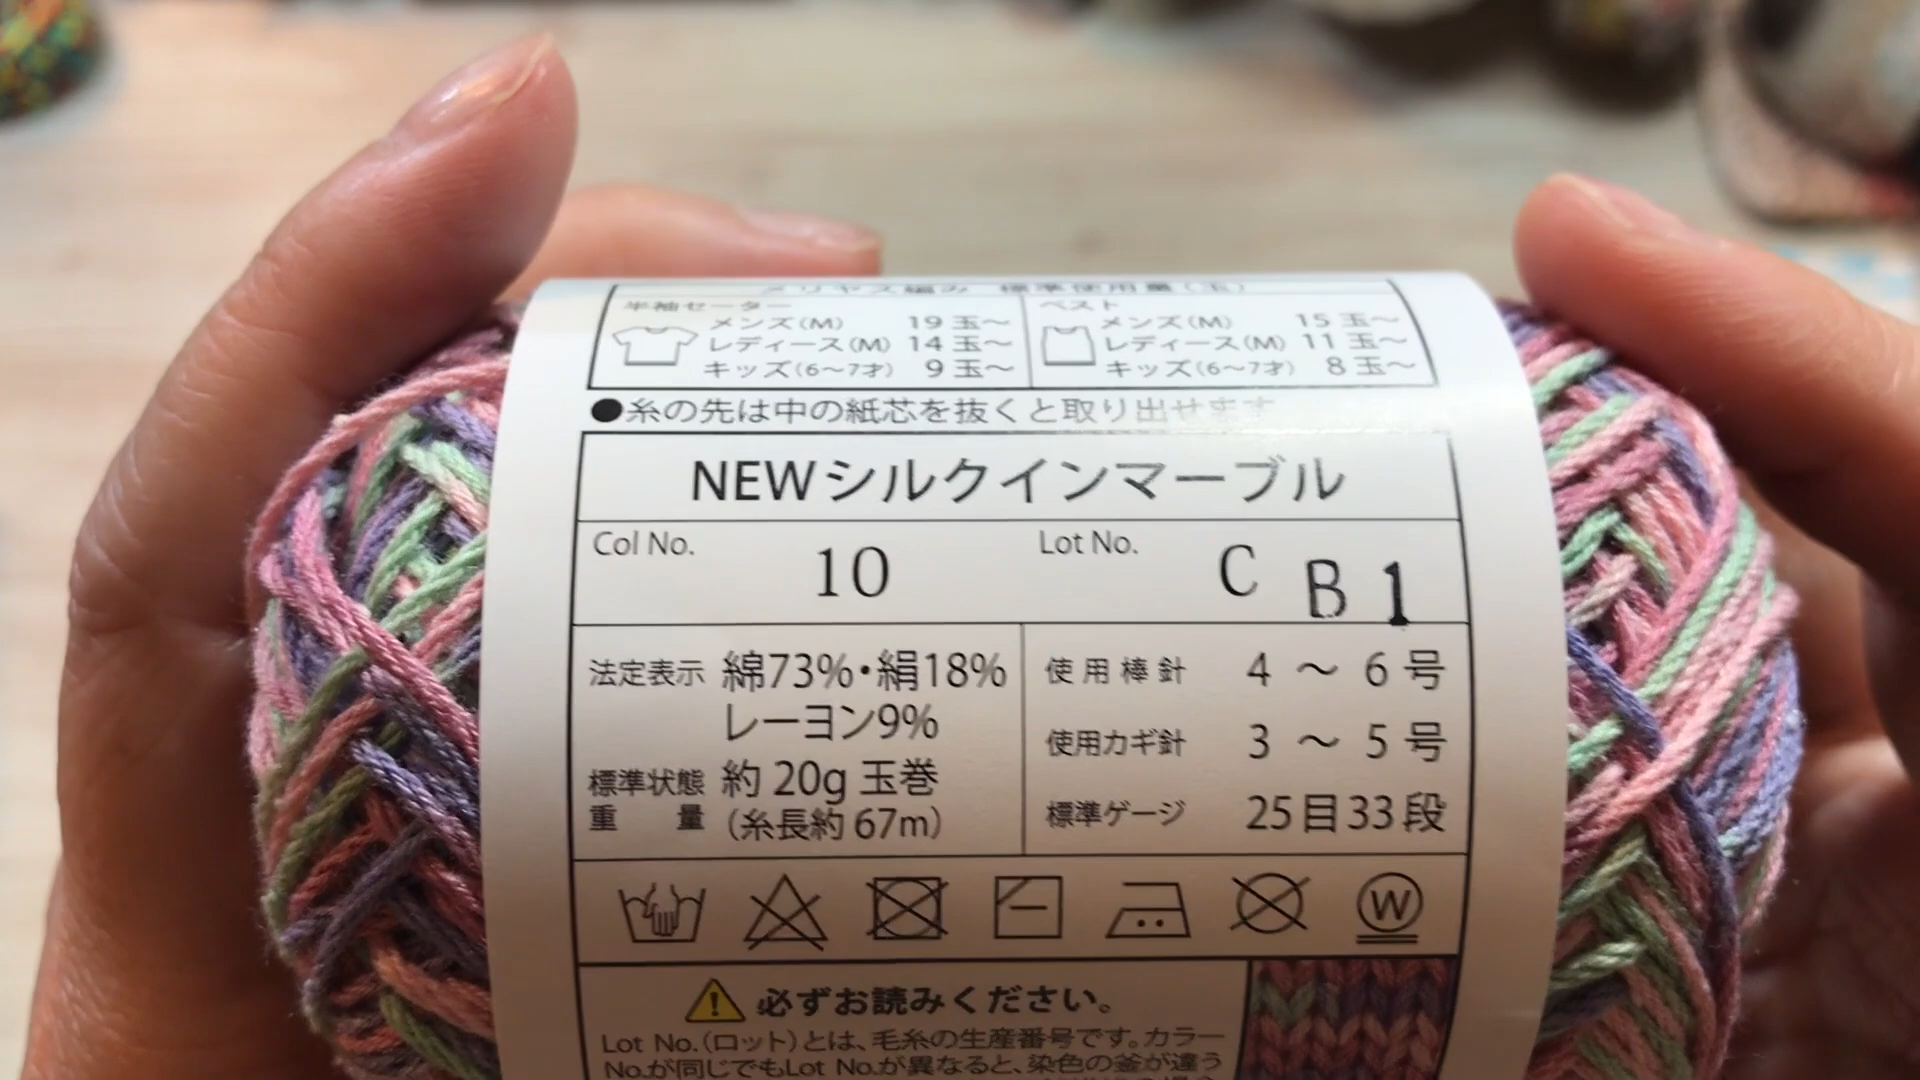 メリヤス編み 標準使用量(玉)
半袖セーター
メンズ(M) 19玉〜
レディース(M) 14玉〜
キッズ(6〜7才) 9玉〜
ベスト
メンズ(M) 15玉〜
レディース(M) 11玉〜
キッズ(6〜7才) 8玉〜
●糸の先は中の紙芯を抜くと取り出せます
NEWシルクインマーブル
Col No. 10
Lot No. C B 1
法定表示 綿73%・絹18%
レーヨン9%
標準状態重量 約20g玉巻
(糸長約67m)
使用棒針 4 〜 6 号
使用カギ針 3 〜 5 号
標準ゲージ 25目33段
W
必ずお読みください。
Lot No.(ロット)とは、毛糸の生産番号です。カラー
No.が同じでもLot No.が異なると、染色の釜が違う